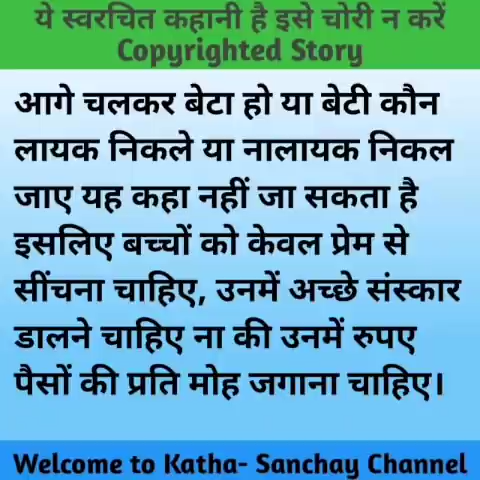 ये स्वरचित कहानी है इसे चोरी न करें
Copyrighted Story
आगे चलकर बेटा हो या बेटी कौन
लायक निकले या नालायक निकल
जाए यह कहा नहीं जा सकता है
इसलिए बच्चों को केवल प्रेम से
सींचना चाहिए, उनमें अच्छे संस्कार
डालने चाहिए ना की उनमें रुपए
पैसों की प्रति मोह जगाना चाहिए।
Welcome to Katha- Sanchay Channel